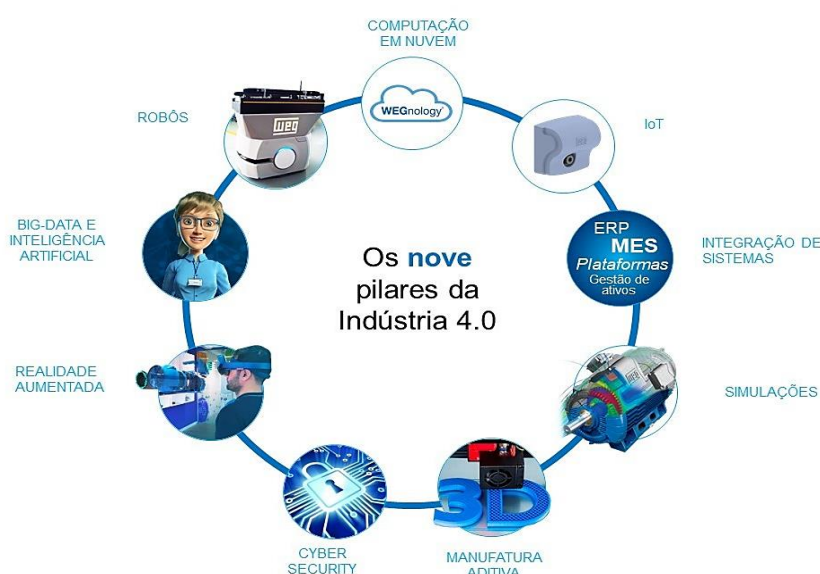 COMPUTAÇÃO
EM NUVEM
WEGnology
ROBÔS
weg
IoT
BIG-DATA E
INTELIGÊNCIA
ARTIFICIAL
ERP
MES
Plataformas
Gestão de
ativos
INTEGRAÇÃO DE
SISTEMAS
Os nove
pilares da
Indústria 4.0
REALIDADE
AUMENTADA
SIMULAÇÕES
3D
CYBER
SECURITY
MANUFATURA
ADITIVA